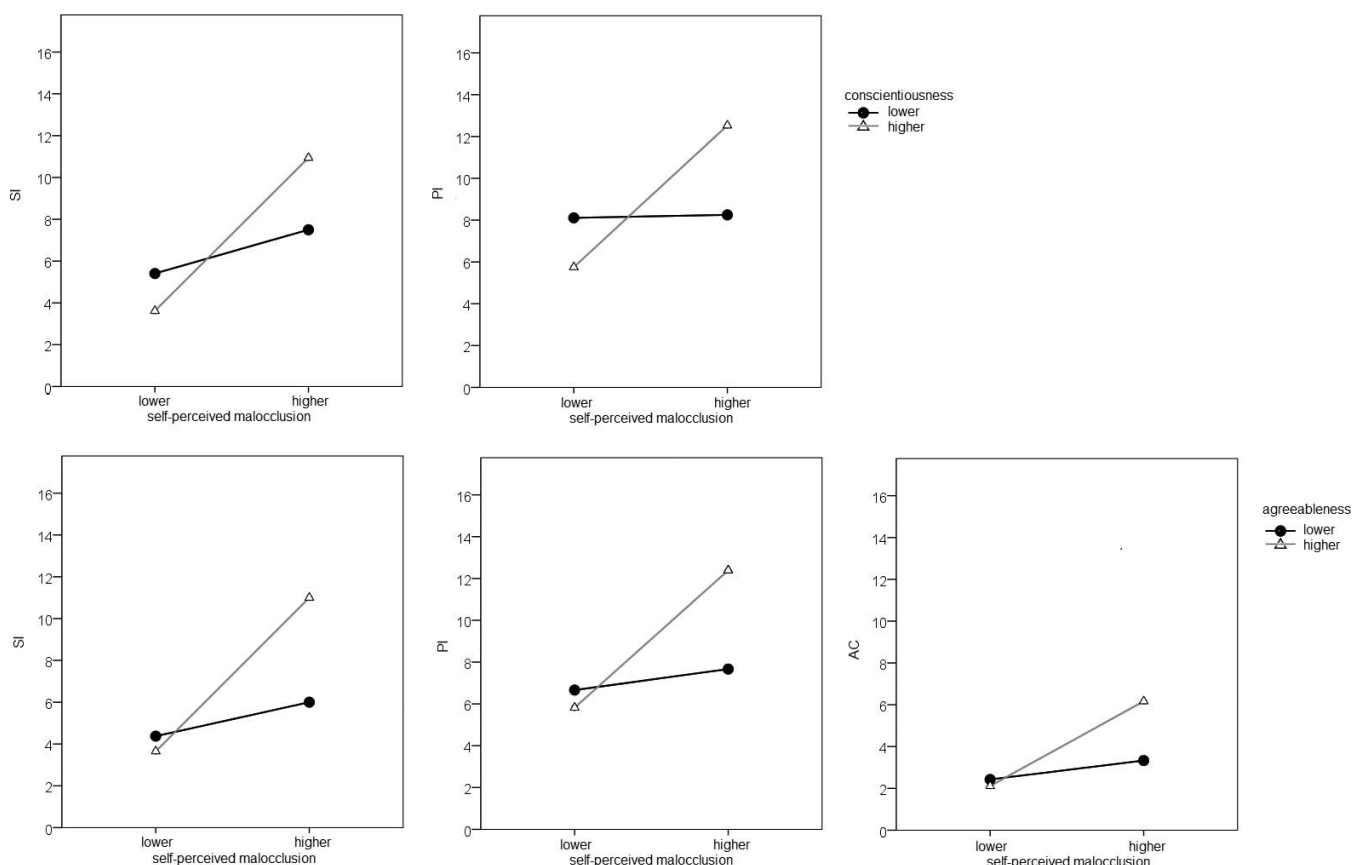 16
14
12
10
8
6
4
2
0
SI
lower
higher
self-perceived malocclusion
16
14
12
10
8
6
4
2
0
PI
lower
higher
self-perceived malocclusion
conscientiousness
lower
higher
16
14
12
10
8
6
4
2
0
SI
lower
higher
self-perceived malocclusion
16
14
12
10
8
6
4
2
0
PI
lower
higher
self-perceived malocclusion
16
14
12
10
8
6
4
2
0
AC
lower
higher
self-perceived malocclusion
agreeableness
lower
higher